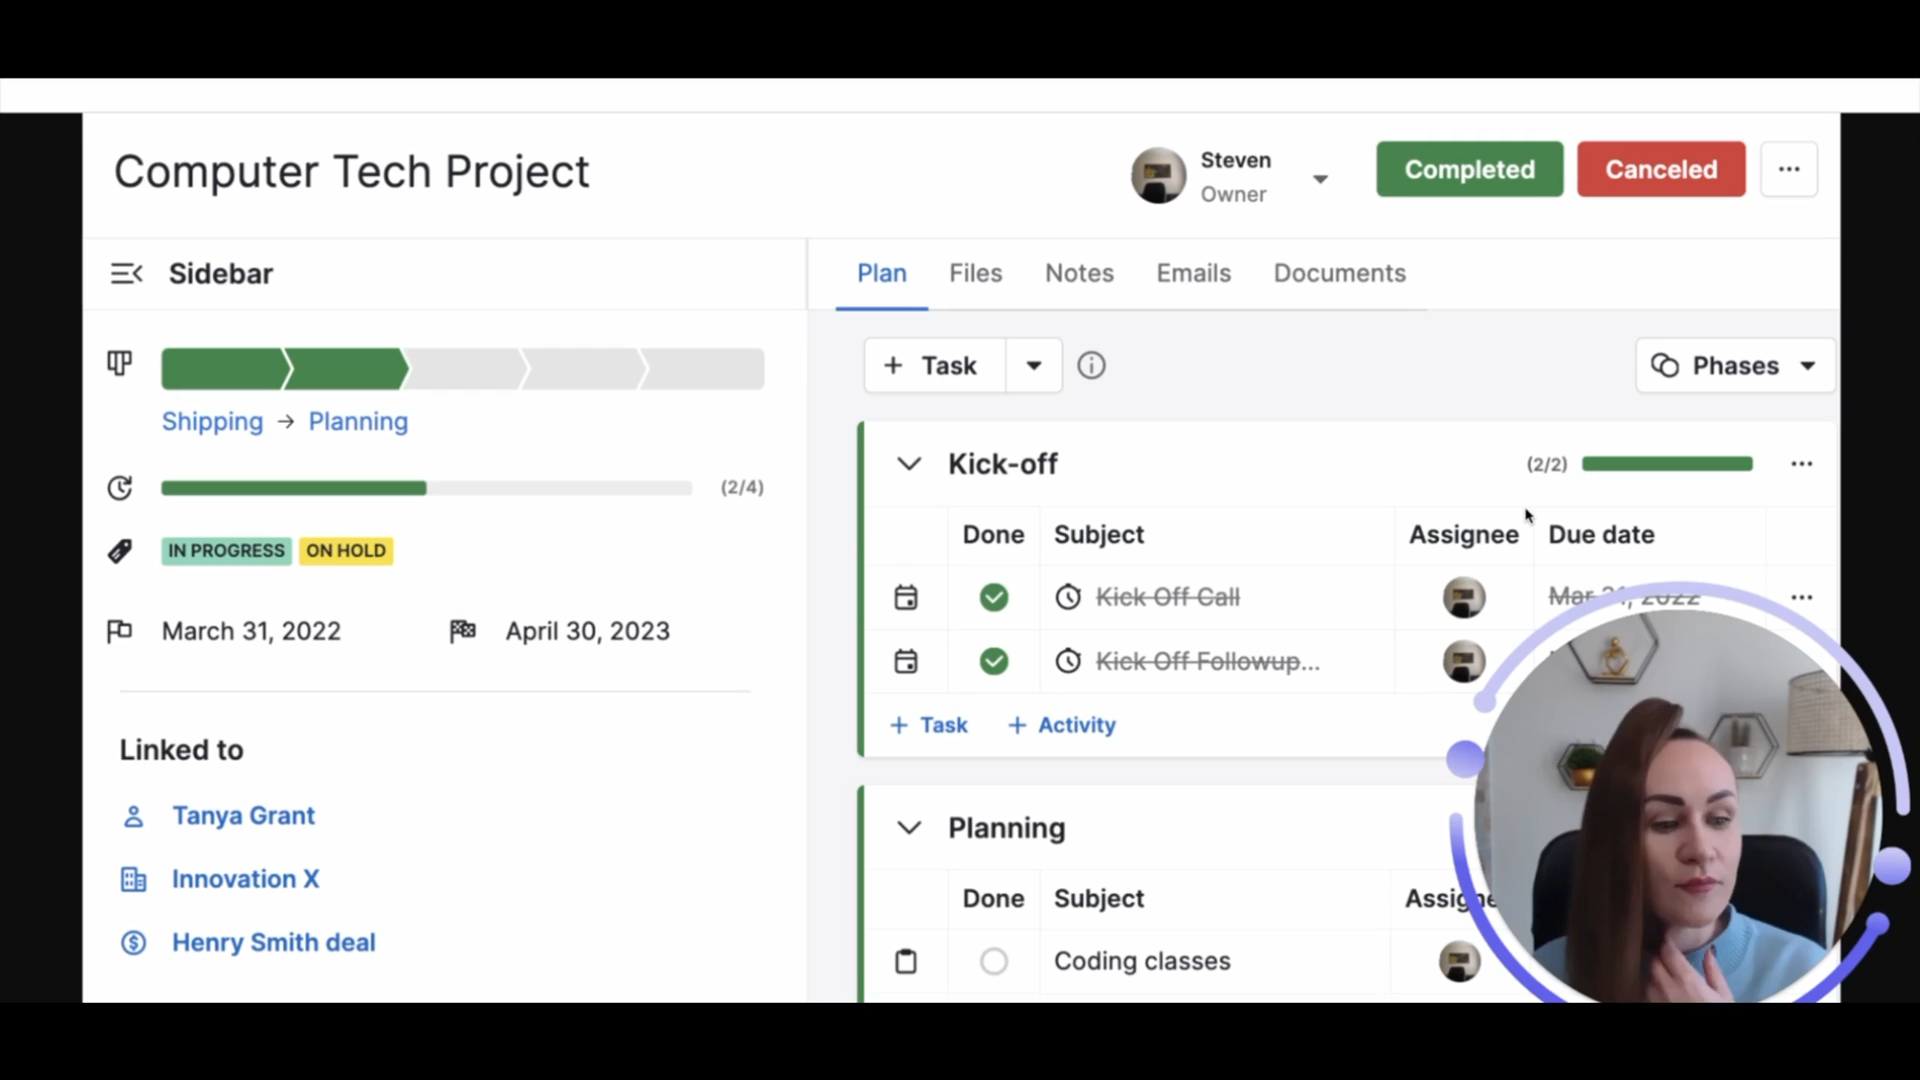 Computer Tech Project
Steven
Owner
Completed
Canceled
Sidebar
Shipping → Planning
(2/4)
IN PROGRESS
ON HOLD
March 31, 2022
April 30, 2023
Linked to
Tanya Grant
Innovation X
Henry Smith deal
Plan
Files
Notes
Emails
Documents
+ Task
Phases
Kick-off
(2/2)
Done
Subject
Assignee
Due date
Kick Off Call
Mar 31, 2022
Kick Off Followup...
+ Task
+ Activity
Planning
Done
Subject
Coding classes